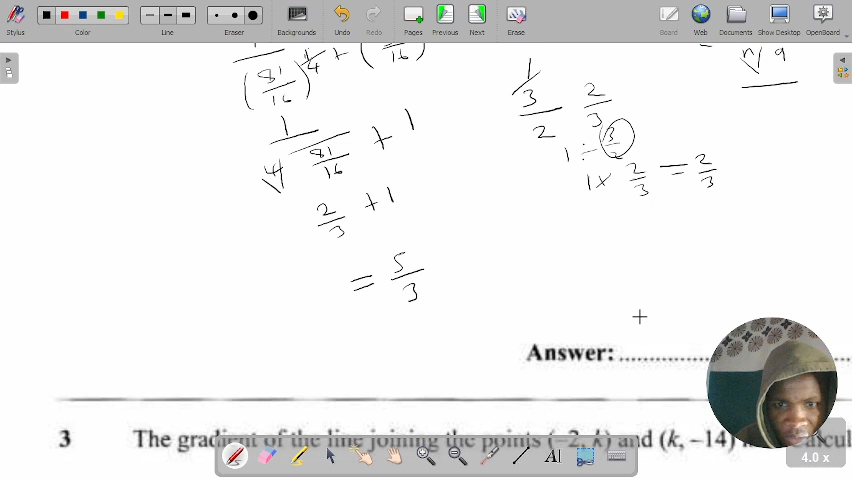 Stylus Color Line Eraser Backgrounds Undo Redo Pages Previous Next Erase Board Web Documents Show Desktop OpenBoard
(81/16)^1/4 + ( /16)
1/∜(81/16) + 1
2/3 + 1
= 5/3
1/(3/2) 2/3
1 ÷ 3/2
1 × 2/3 = 2/3
n√a
Answer:
3 The gradient of the line joining the points (−2, k) and (k, −14)
4.0 x